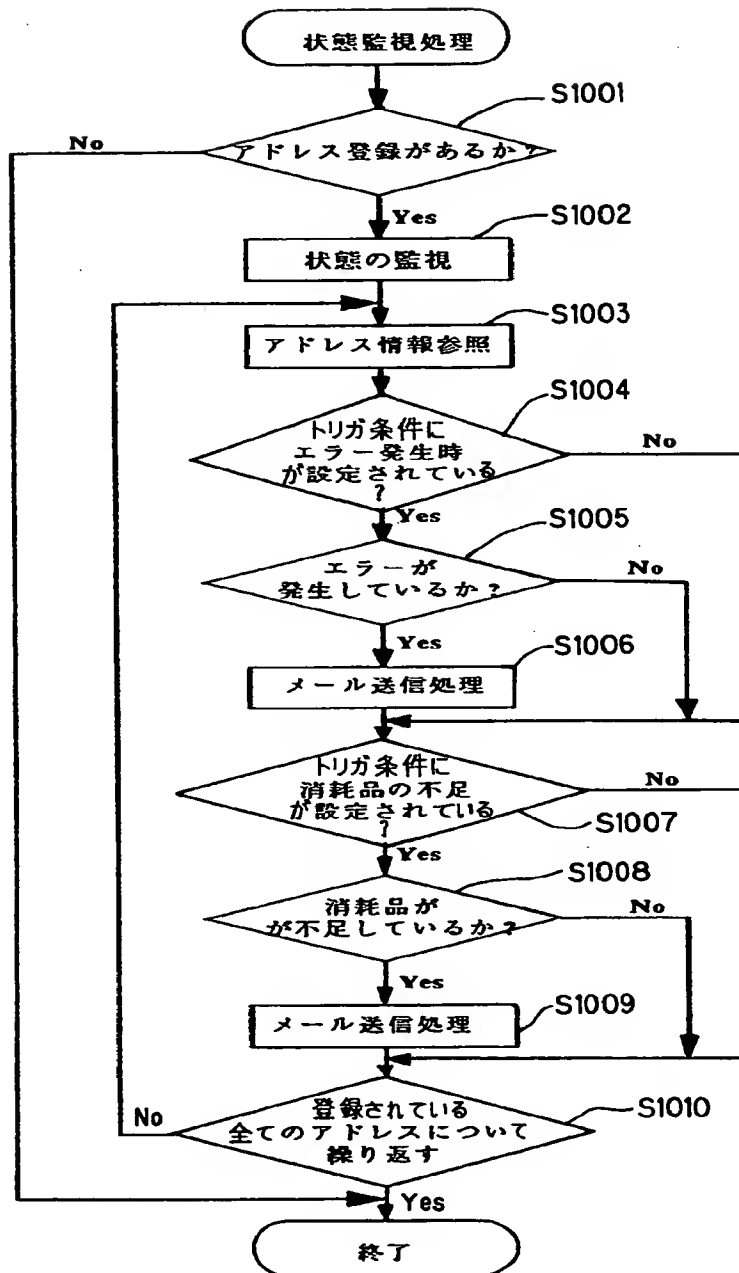 状態監視処理
S1001
No
アドレス登録があるか?
Yes
S1002
状態の監視
S1003
アドレス情報参照
S1004
トリガ条件に
エラー発生時
が設定されている
?
No
Yes
S1005
エラーが
発生しているか?
No
Yes
S1006
メール送信処理
トリガ条件に
消耗品の不足
が設定されている
?
No
S1007
Yes
S1008
消耗品が
が不足しているか?
No
Yes
S1009
メール送信処理
No
登録されている
全てのアドレスについて
繰り返す
S1010
Yes
終了